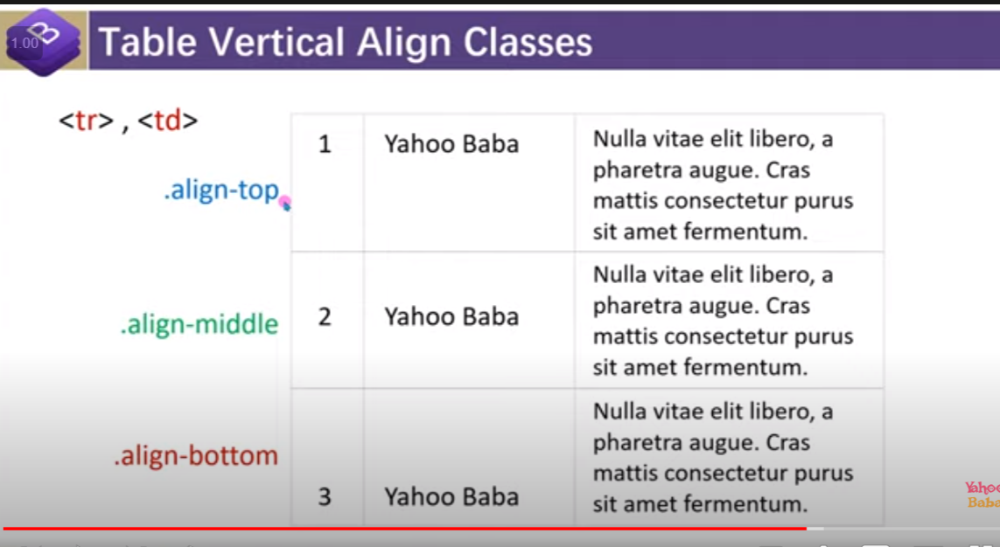 1.00
Table Vertical Align Classes
<tr> , <td>
.align-top
1
Yahoo Baba
Nulla vitae elit libero, a
pharetra augue. Cras
mattis consectetur purus
sit amet fermentum.
.align-middle
2
Yahoo Baba
Nulla vitae elit libero, a
pharetra augue. Cras
mattis consectetur purus
sit amet fermentum.
.align-bottom
3
Yahoo Baba
Nulla vitae elit libero, a
pharetra augue. Cras
mattis consectetur purus
sit amet fermentum.
Yahoo
Baba